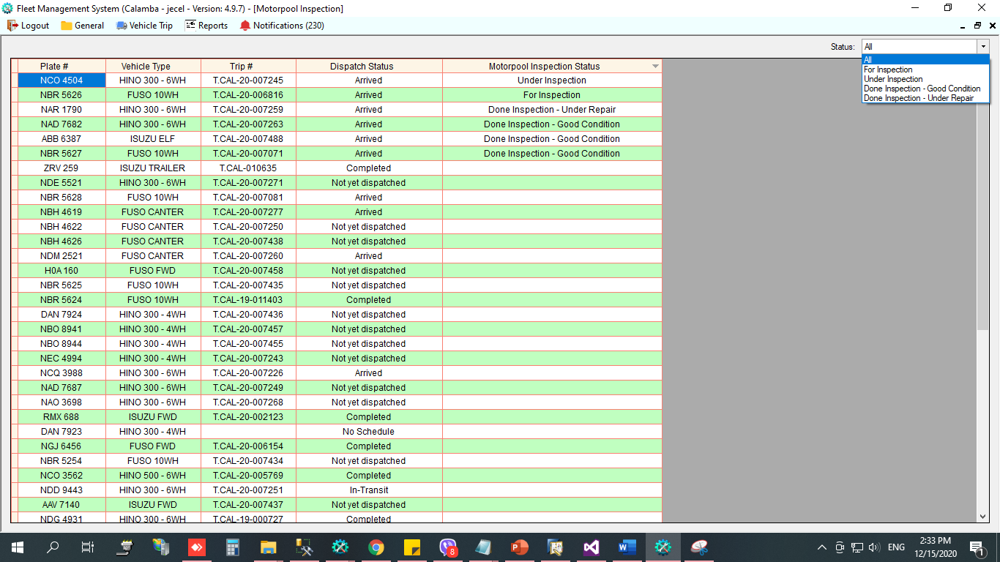 Fleet Management System (Calamba - jecel - Version: 4.9.7) - [Motorpool Inspection]
Logout General Vehicle Trip Reports Notifications (230)
Status: All
All
For Inspection
Under Inspection
Done Inspection - Good Condition
Done Inspection - Under Repair
Plate # Vehicle Type Trip # Dispatch Status Motorpool Inspection Status
NCO 4504 HINO 300 - 6WH T.CAL-20-007245 Arrived Under Inspection
NBR 5626 FUSO 10WH T.CAL-20-006816 Arrived For Inspection
NAR 1790 HINO 300 - 6WH T.CAL-20-007259 Arrived Done Inspection - Under Repair
NAD 7682 HINO 300 - 6WH T.CAL-20-007263 Arrived Done Inspection - Good Condition
ABB 6387 ISUZU ELF T.CAL-20-007488 Arrived Done Inspection - Good Condition
NBR 5627 FUSO 10WH T.CAL-20-007071 Arrived Done Inspection - Good Condition
ZRV 259 ISUZU TRAILER T.CAL-010635 Completed
NDE 5521 HINO 300 - 6WH T.CAL-20-007271 Not yet dispatched
NBR 5628 FUSO 10WH T.CAL-20-007081 Arrived
NBH 4619 FUSO CANTER T.CAL-20-007277 Arrived
NBH 4622 FUSO CANTER T.CAL-20-007250 Not yet dispatched
NBH 4626 FUSO CANTER T.CAL-20-007438 Not yet dispatched
NDM 2521 FUSO CANTER T.CAL-20-007260 Arrived
H0A 160 FUSO FWD T.CAL-20-007458 Not yet dispatched
NBR 5625 FUSO 10WH T.CAL-20-007435 Not yet dispatched
NBR 5624 FUSO 10WH T.CAL-19-011403 Completed
DAN 7924 HINO 300 - 4WH T.CAL-20-007436 Not yet dispatched
NBO 8941 HINO 300 - 4WH T.CAL-20-007457 Not yet dispatched
NBO 8944 HINO 300 - 4WH T.CAL-20-007455 Not yet dispatched
NEC 4994 HINO 300 - 4WH T.CAL-20-007243 Not yet dispatched
NCQ 3988 HINO 300 - 6WH T.CAL-20-007226 Arrived
NAD 7687 HINO 300 - 6WH T.CAL-20-007249 Not yet dispatched
NAO 3698 HINO 300 - 6WH T.CAL-20-007268 Not yet dispatched
RMX 688 ISUZU FWD T.CAL-20-002123 Completed
DAN 7923 HINO 300 - 4WH No Schedule
NGJ 6456 FUSO FWD T.CAL-20-006154 Completed
NBR 5254 FUSO 10WH T.CAL-20-007434 Not yet dispatched
NCO 3562 HINO 500 - 6WH T.CAL-20-005769 Completed
NDD 9443 HINO 300 - 6WH T.CAL-20-007251 In-Transit
AAV 7140 ISUZU FWD T.CAL-20-007437 Not yet dispatched
NDG 4931 HINO 300 - 6WH T.CAL-19-000727 Completed
8 ENG 2:33 PM 1
12/15/2020